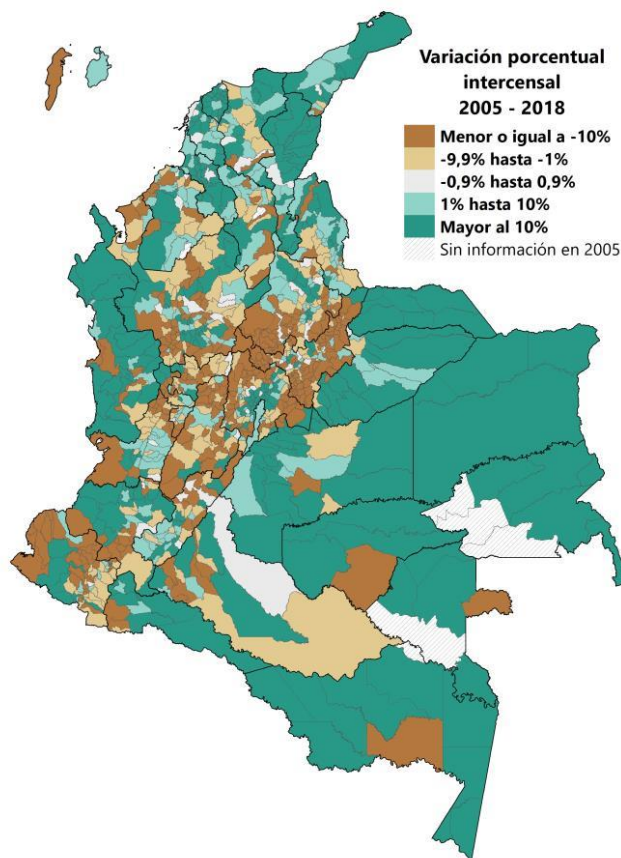 Variación porcentual
intercensal
2005 - 2018
Menor o igual a -10%
-9,9% hasta -1%
-0,9% hasta 0,9%
1% hasta 10%
Mayor al 10%
Sin información en 2005